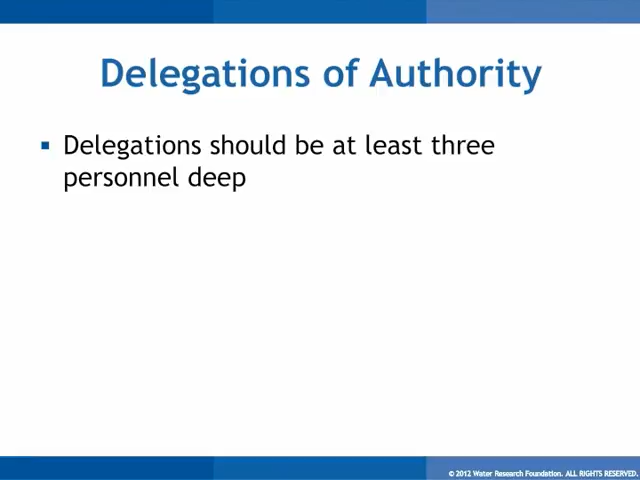 Delegations of Authority
Delegations should be at least three
personnel deep
© 2012 Water Research Foundation. ALL RIGHTS RESERVED.